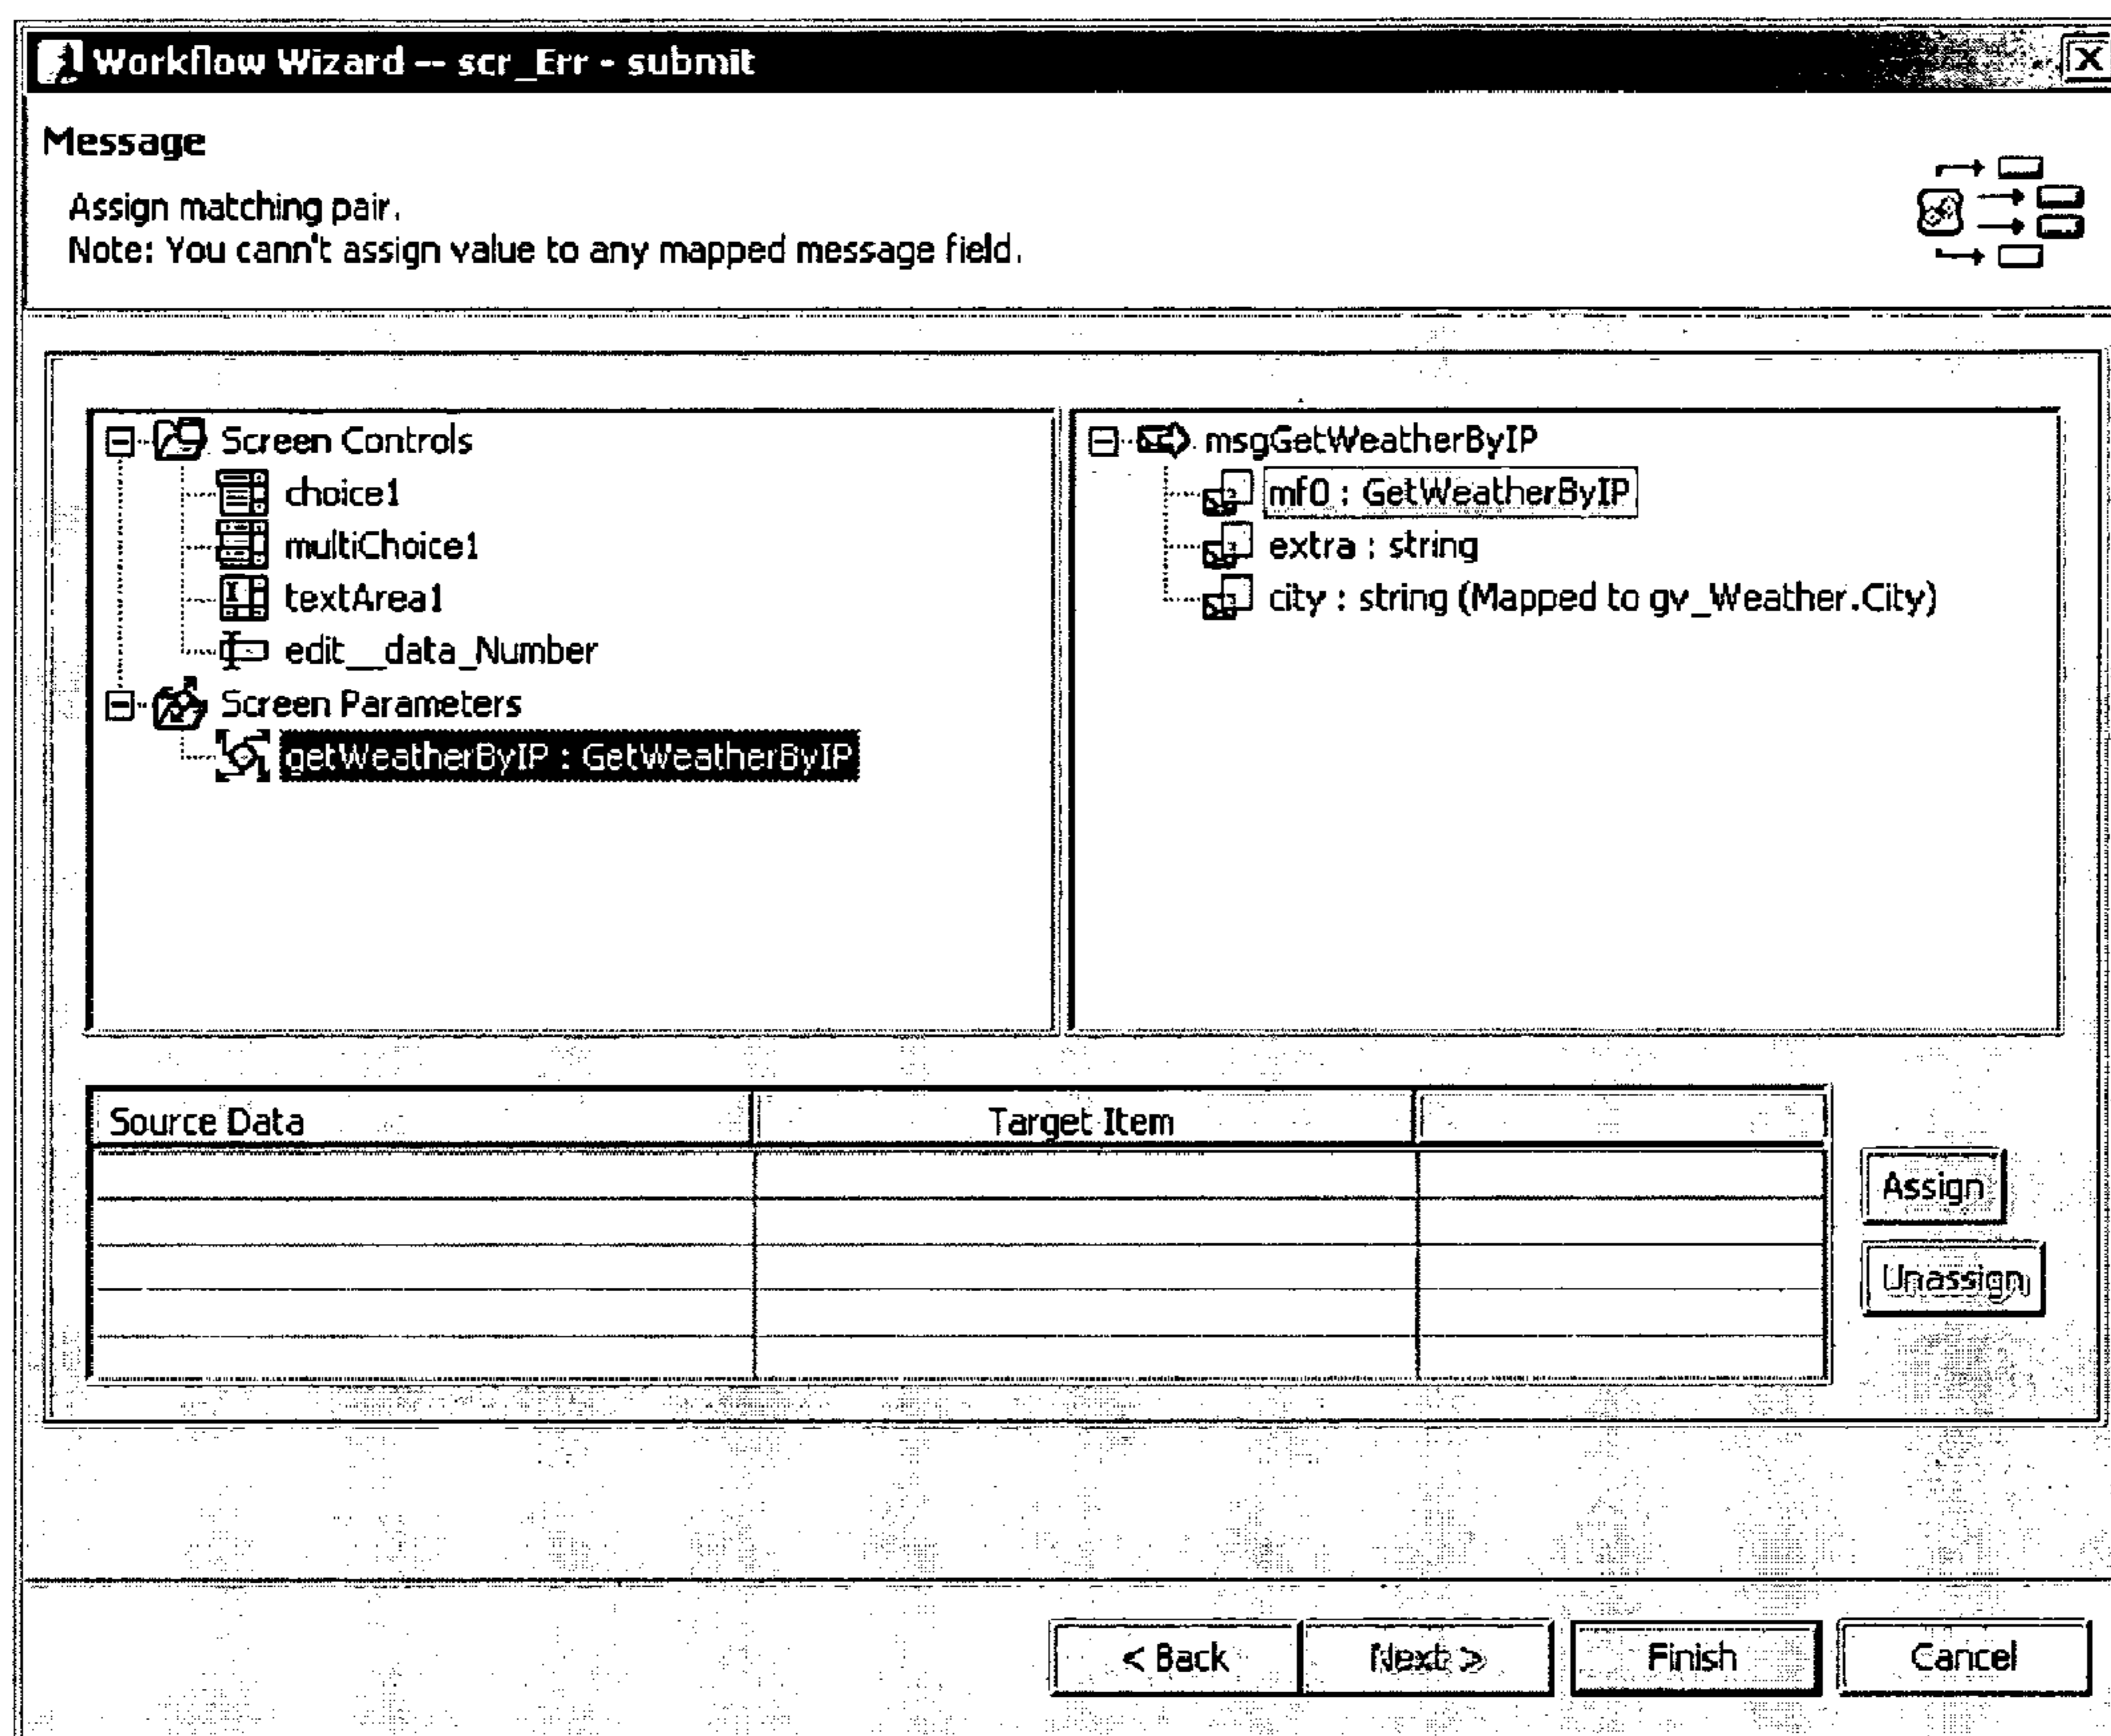 Workflow Wizard -- scr_Err - submit
Message
Assign matching pair.
Note: You cann't assign value to any mapped message field.
Screen Controls
choice1
multiChoice1
textArea1
edit__data_Number
Screen Parameters
getWeatherByIP : GetWeatherByIP
msgGetWeatherByIP
mf0 : GetWeatherByIP
extra : string
city : string (Mapped to gv_Weather.City)
Source Data Target Item
Assign
Unassign
< Back Next > Finish Cancel